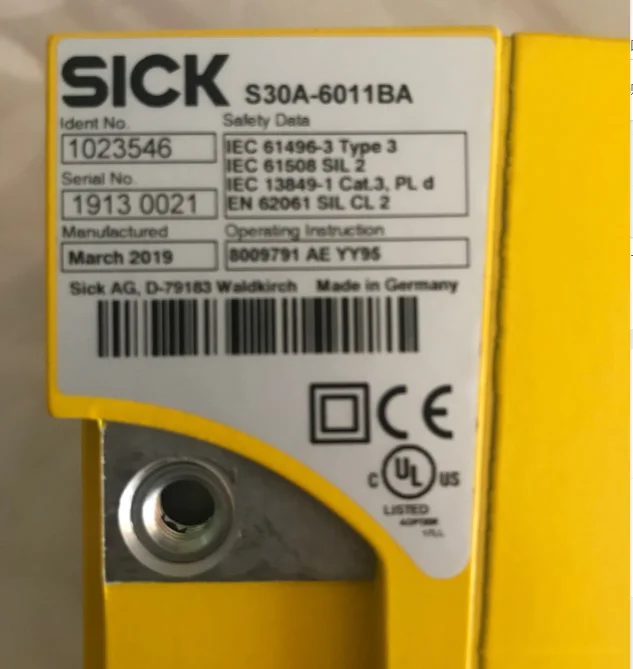 SICK S30A-6011BA
Ident No. Safety Data
1023546
IEC 61496-3 Type 3
IEC 61508 SIL 2
IEC 13849-1 Cat.3, PL d
EN 62061 SIL CL 2
Serial No.
1913 0021
Manufactured Operating Instruction
March 2019 8009791 AE YY95
Sick AG, D-79183 Waldkirch Made in Germany
CE
C UL US
LISTED